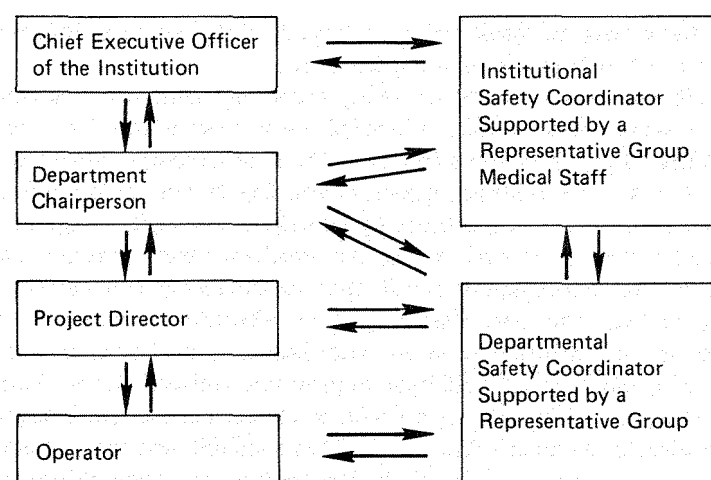 Chief Executive Officer
of the Institution
Institutional
Safety Coordinator
Supported by a
Representative Group
Medical Staff
Department
Chairperson
Project Director
Departmental
Safety Coordinator
Supported by a
Representative Group
Operator